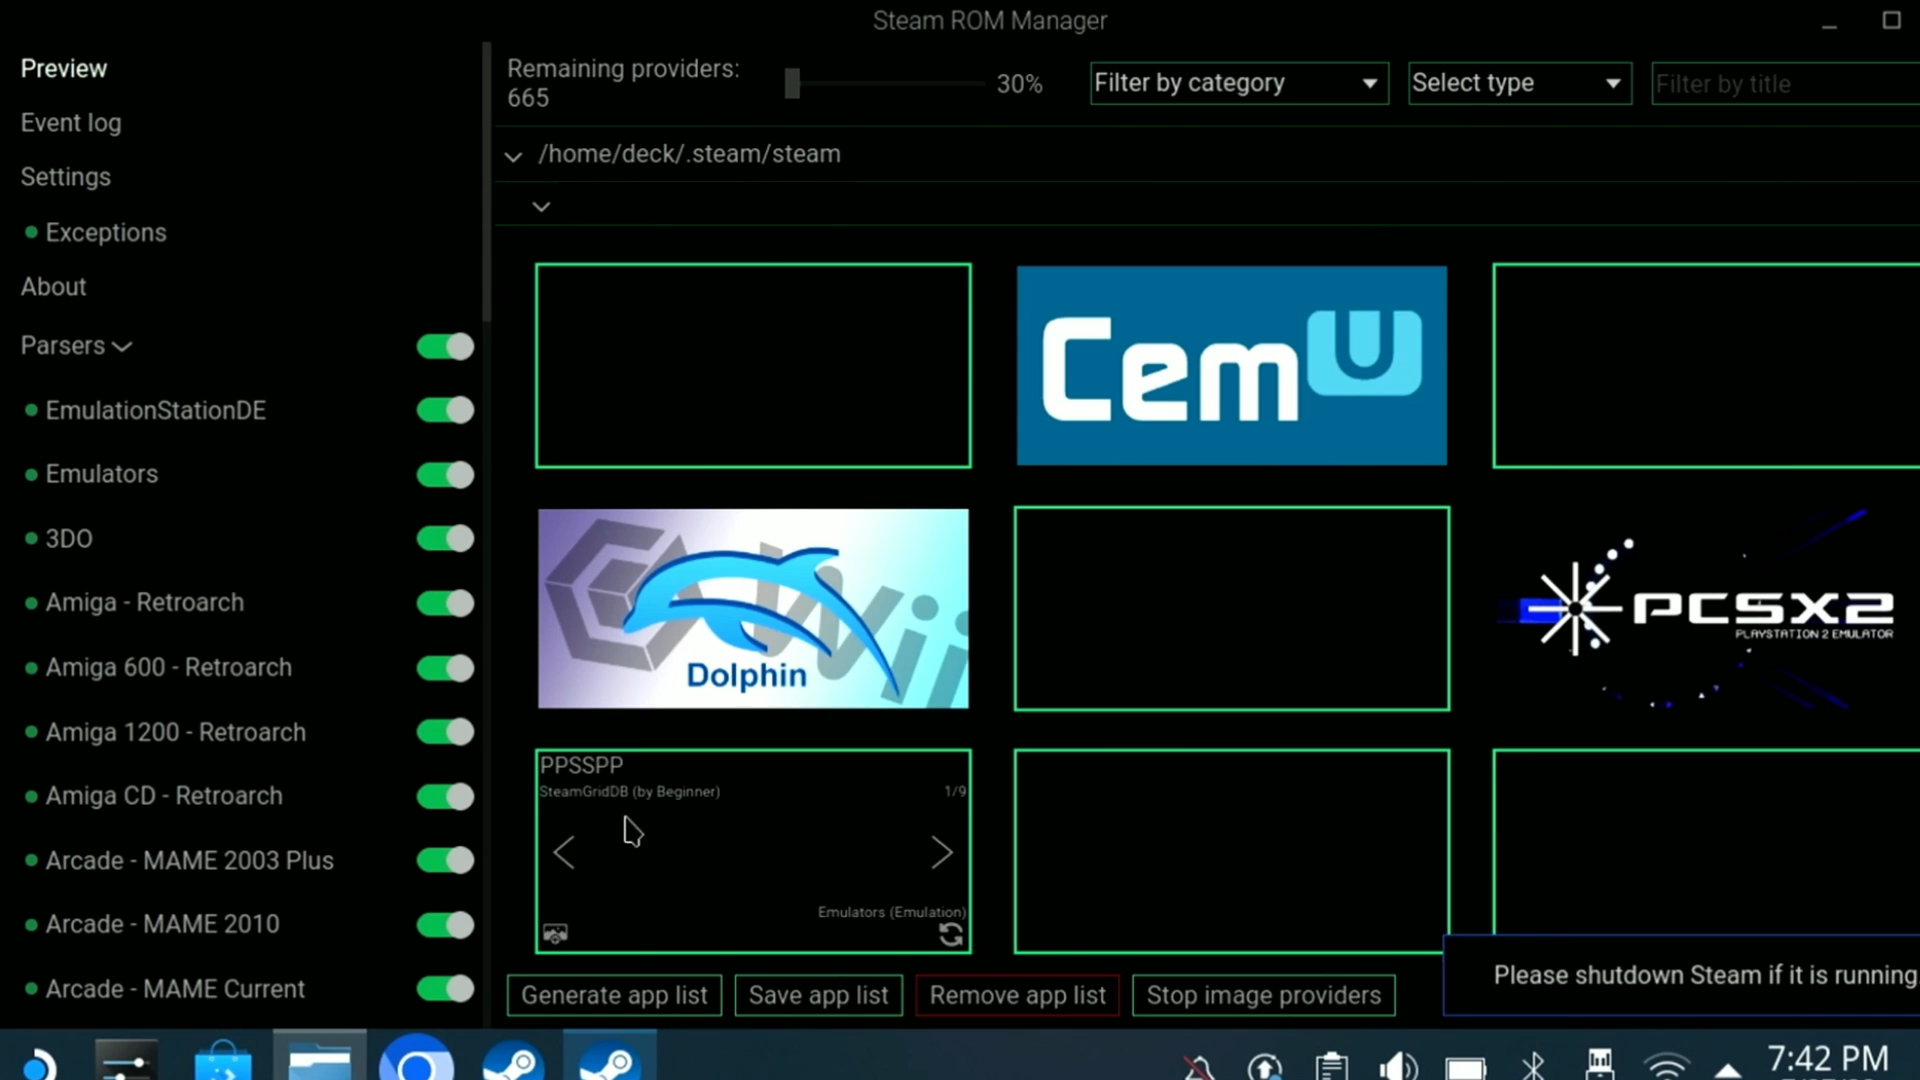 Steam ROM Manager
Preview
Event log
Settings
Exceptions
About
Parsers
EmulationStationDE
Emulators
3DO
Amiga - Retroarch
Amiga 600 - Retroarch
Amiga 1200 - Retroarch
Amiga CD - Retroarch
Arcade - MAME 2003 Plus
Arcade - MAME 2010
Arcade - MAME Current
Remaining providers:
665
30%
Filter by category
Select type
Filter by title
/home/deck/.steam/steam
Cemu
Wii
Dolphin
PCSX2
PLAYSTATION 2 EMULATOR
PPSSPP
SteamGridDB (by Beginner)
1/9
Emulators (Emulation)
Generate app list
Save app list
Remove app list
Stop image providers
Please shutdown Steam if it is running.
7:42 PM